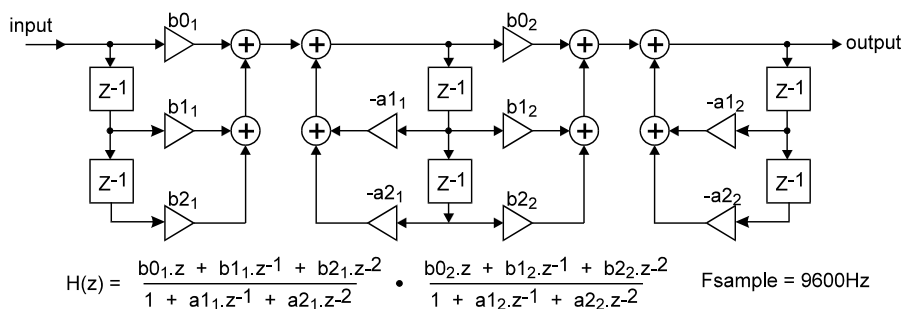 input
b0₁
b0₂
output
+
+
+
+
z-1
z-1
z-1
b1₁
-a1₁
b1₂
-a1₂
+
+
+
+
z-1
z-1
z-1
b2₁
-a2₁
b2₂
-a2₂
H(z) = b0₁.z + b1₁.z-1 + b2₁.z-2 • b0₂.z + b1₂.z-1 + b2₂.z-2 Fsample = 9600Hz
1 + a1₁.z-1 + a2₁.z-2 1 + a1₂.z-1 + a2₂.z-2